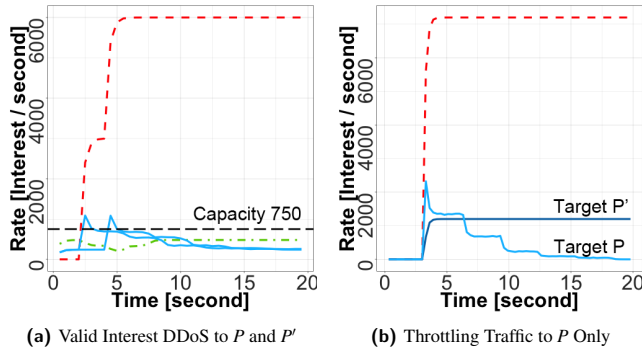 Rate [Interest / second]
6000
4000
2000
0
Capacity 750
0
5
10
15
20
Time [second]
(a) Valid Interest DDoS to P and P'
Rate [Interest / second]
6000
4000
2000
0
Target P'
Target P
0
5
10
15
20
Time [second]
(b) Throttling Traffic to P Only